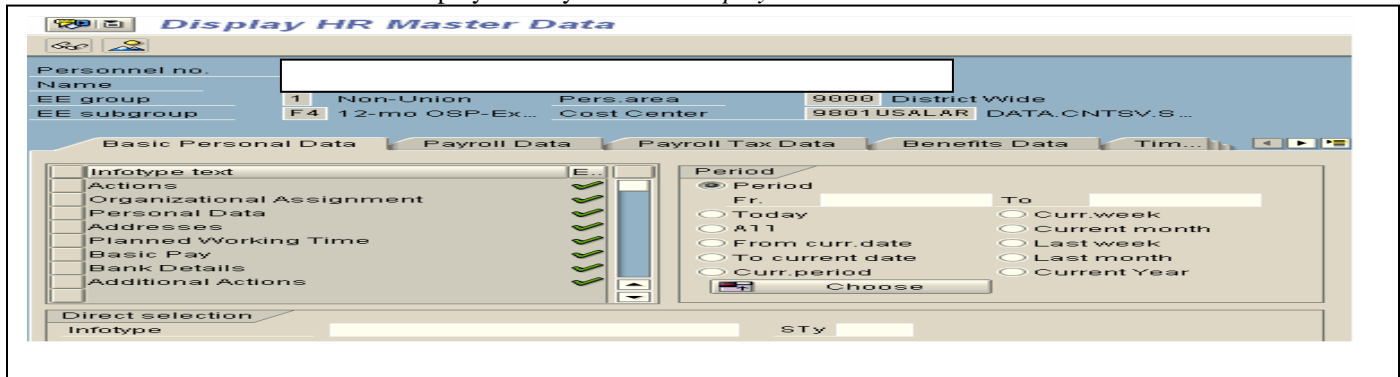 Display HR Master Data
Personnel no.
Name
EE group 1 Non-Union Pers.area 9000 District Wide
EE subgroup F4 12-mo OSP-Ex... Cost Center 9801USALAR DATA.CNTSV.S...
Basic Personal Data Payroll Data Payroll Tax Data Benefits Data Tim...
Infotype text E..
Actions
Organizational Assignment
Personal Data
Addresses
Planned Working Time
Basic Pay
Bank Details
Additional Actions
Period
Period
Fr. To
Today Curr.week
All Current month
From curr.date Last week
To current date Last month
Curr.period Current Year
Choose
Direct selection
Infotype STy